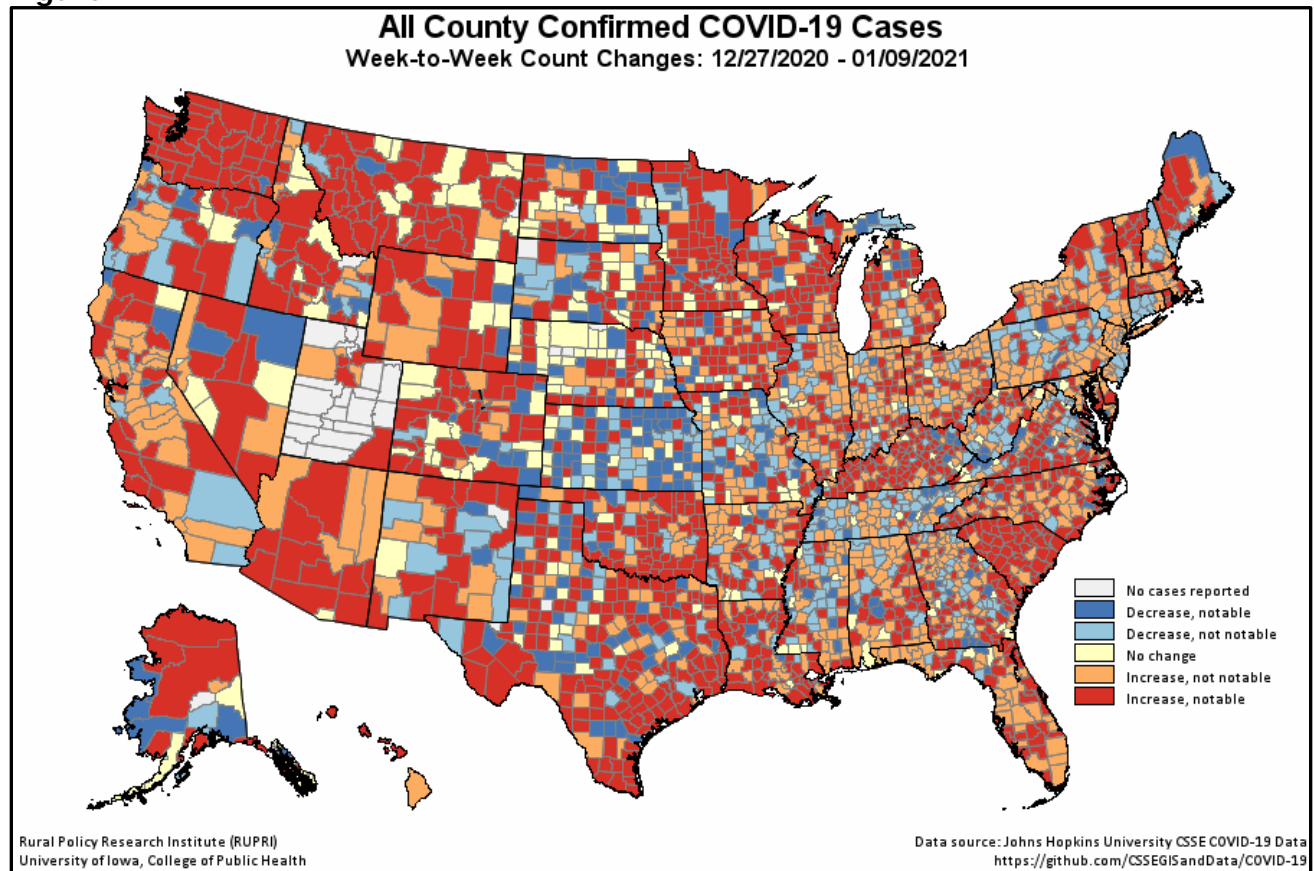 All County Confirmed COVID-19 Cases
Week-to-Week Count Changes: 12/27/2020 - 01/09/2021
No cases reported
Decrease, notable
Decrease, not notable
No change
Increase, not notable
Increase, notable
Rural Policy Research Institute (RUPRI)
University of Iowa, College of Public Health
Data source: Johns Hopkins University CSSE COVID-19 Data
https://github.com/CSSEGISandData/COVID-19